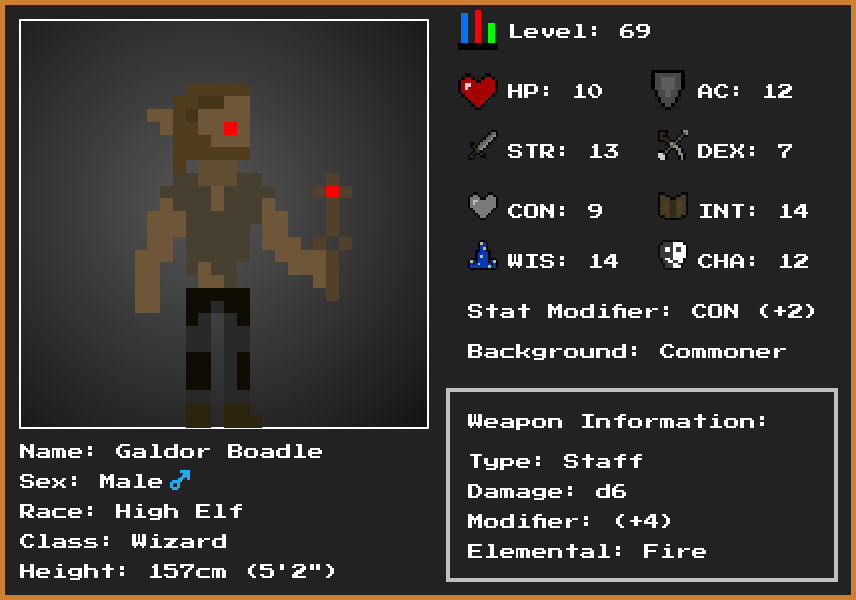 Level: 69
HP: 10
AC: 12
STR: 13
DEX: 7
CON: 9
INT: 14
WIS: 14
CHA: 12
Stat Modifier: CON (+2)
Background: Commoner
Weapon Information:
Type: Staff
Damage: d6
Modifier: (+4)
Elemental: Fire
Name: Galdor Boadle
Sex: Male♂
Race: High Elf
Class: Wizard
Height: 157cm (5'2")